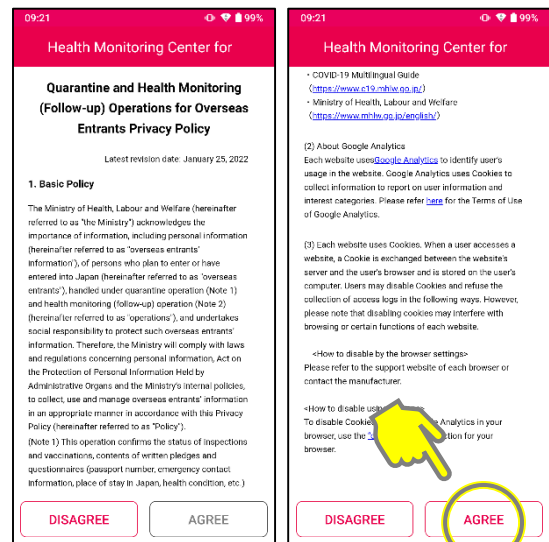 09:21 99%
Health Monitoring Center for
Quarantine and Health Monitoring
(Follow-up) Operations for Overseas
Entrants Privacy Policy
Latest revision date: January 25, 2022
1. Basic Policy
The Ministry of Health, Labour and Welfare (hereinafter
referred to as "the Ministry") acknowledges the
importance of information, including personal information
(hereinafter referred to as "overseas entrants'
information"), of persons who plan to enter or have
entered into Japan (hereinafter referred to as "overseas
entrants"), handled under quarantine operation (Note 1)
and health monitoring (follow-up) operation (Note 2)
(hereinafter referred to as "operations"), and undertakes
social responsibility to protect such overseas entrants'
information. Therefore, the Ministry will comply with laws
and regulations concerning personal information, Act on
the Protection of Personal Information Held by
Administrative Organs and the Ministry's internal policies,
to collect, use and manage overseas entrants' information
in an appropriate manner in accordance with this Privacy
Policy (hereinafter referred to as "Policy").
(Note 1) This operation confirms the status of inspections
and vaccinations, contents of written pledges and
questionnaires (passport number, emergency contact
information, place of stay in Japan, health condition, etc.)
DISAGREE AGREE
09:21 99%
Health Monitoring Center for
・COVID-19 Multilingual Guide
(https://www.c19.mhlw.go.jp/)
・Ministry of Health, Labour and Welfare
(https://www.mhlw.go.jp/english/)
(2) About Google Analytics
Each website usesGoogle Analytics to identify user's
usage in the website. Google Analytics uses Cookies to
collect information to report on user information and
interest categories. Please refer here for the Terms of Use
of Google Analytics.
(3) Each website uses Cookies. When a user accesses a
website, a Cookie is exchanged between the website's
server and the user's browser and is stored on the user's
computer. Users may disable Cookies and refuse the
collection of access logs in the following ways. However,
please note that disabling cookies may interfere with
browsing or certain functions of each website.
<How to disable by the browser settings>
Please refer to the support website of each browser or
contact the manufacturer.
<How to disable
To disable Analytics in your
browser, use the for your
browser.
DISAGREE AGREE